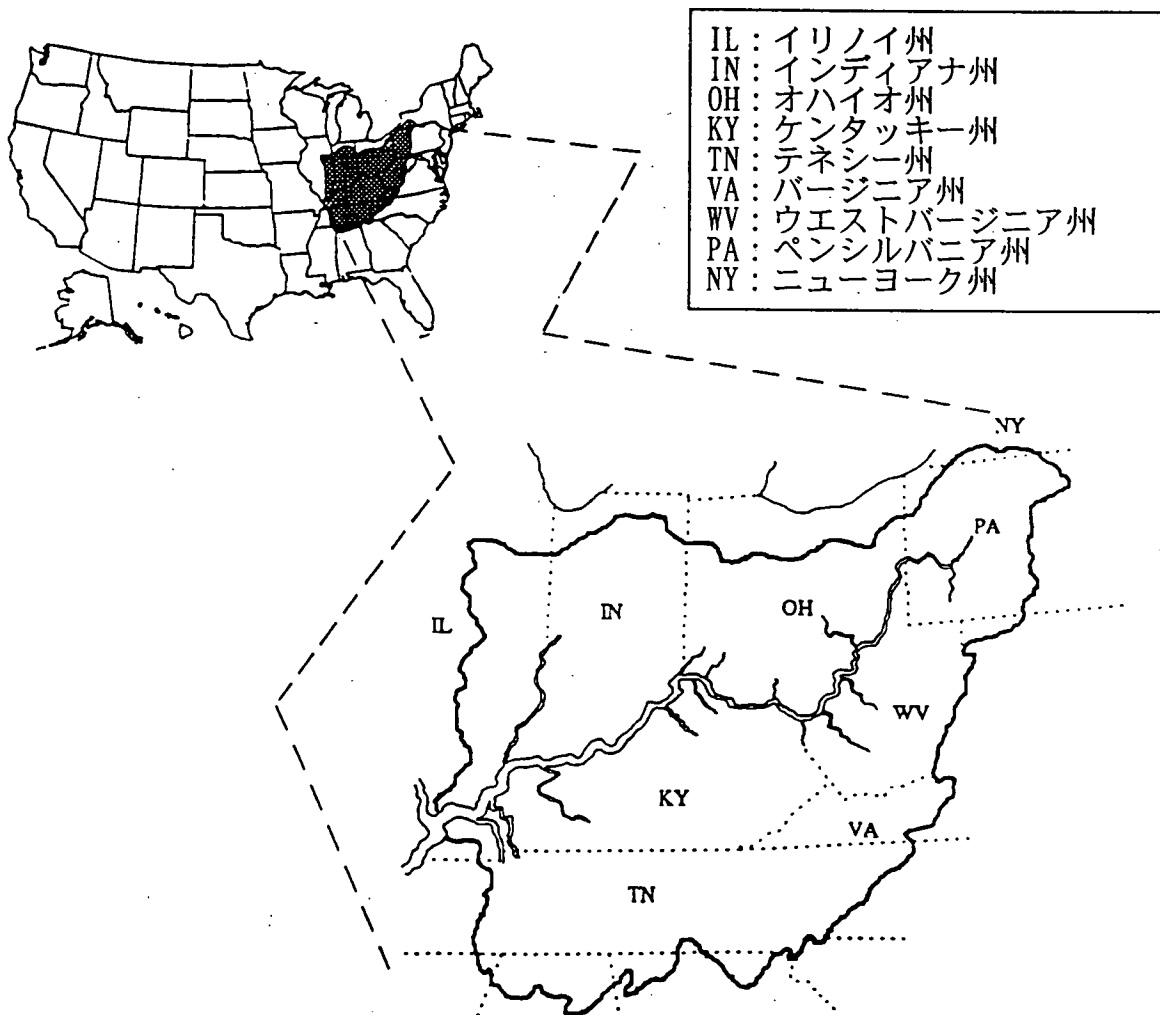 IL：イリノイ州
IN：インディアナ州
OH：オハイオ州
KY：ケンタッキー州
TN：テネシー州
VA：バージニア州
WV：ウエストバージニア州
PA：ペンシルバニア州
NY：ニューヨーク州
NY
PA
OH
IN
IL
WV
KY
VA
TN